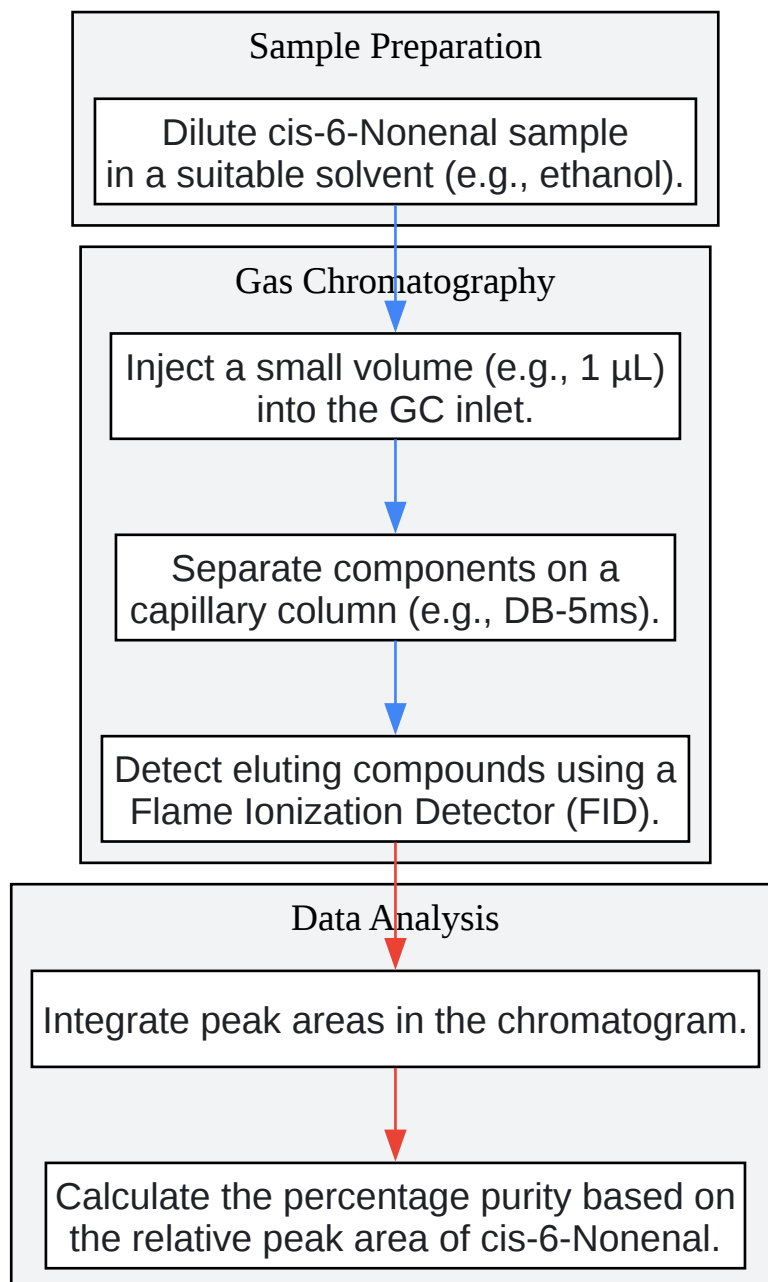 Sample Preparation
Dilute cis-6-Nonenal sample
in a suitable solvent (e.g., ethanol).
Gas Chromatography
Inject a small volume (e.g., 1 µL)
into the GC inlet.
Separate components on a
capillary column (e.g., DB-5ms).
Detect eluting compounds using a
Flame Ionization Detector (FID).
Data Analysis
Integrate peak areas in the chromatogram.
Calculate the percentage purity based on
the relative peak area of cis-6-Nonenal.